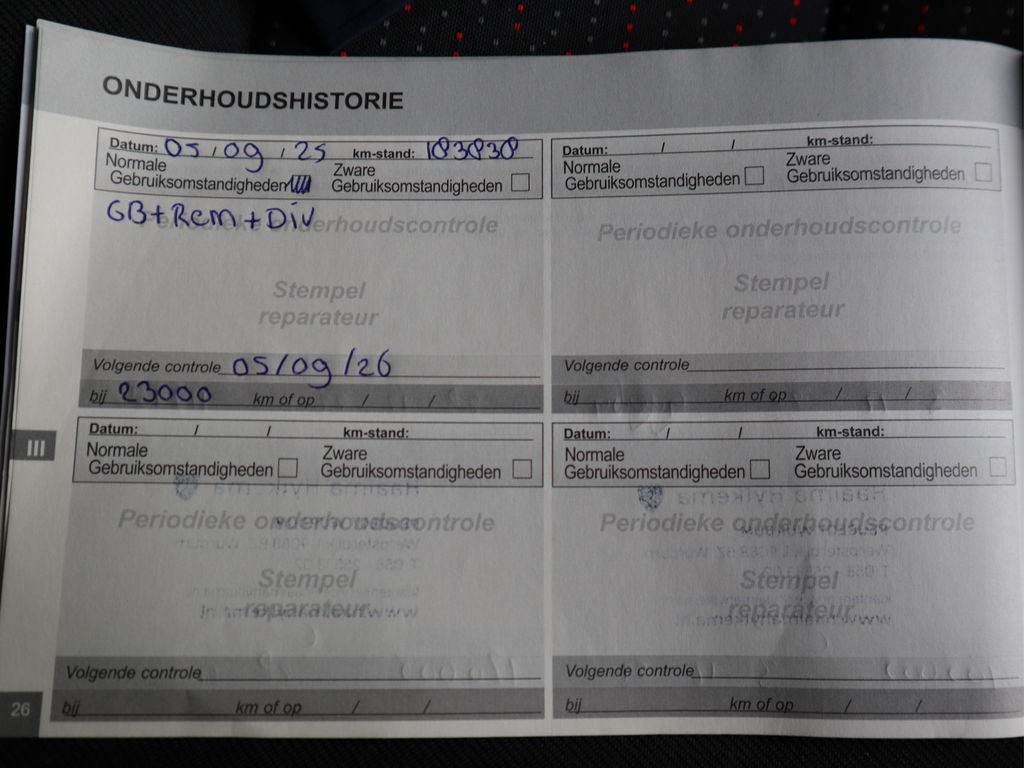 ONDERHOUDSHISTORIE
Datum: 05 / 09 / 25 km-stand: 183838
Normale Zware
Gebruiksomstandigheden Gebruiksomstandigheden
GB+Rem+Div
Periodieke onderhoudscontrole
Stempel
reparateur
Volgende controle 05/09/26
bij 23000 km of op / /
Datum: / / km-stand:
Normale Zware
Gebruiksomstandigheden Gebruiksomstandigheden
Periodieke onderhoudscontrole
Stempel
reparateur
Volgende controle
bij km of op / /
III
Datum: / / km-stand:
Normale Zware
Gebruiksomstandigheden Gebruiksomstandigheden
Periodieke onderhoudscontrole
Stempel
reparateur
Volgende controle
bij km of op / /
Datum: / / km-stand:
Normale Zware
Gebruiksomstandigheden Gebruiksomstandigheden
Periodieke onderhoudscontrole
Stempel
reparateur
Volgende controle
bij km of op / /
26